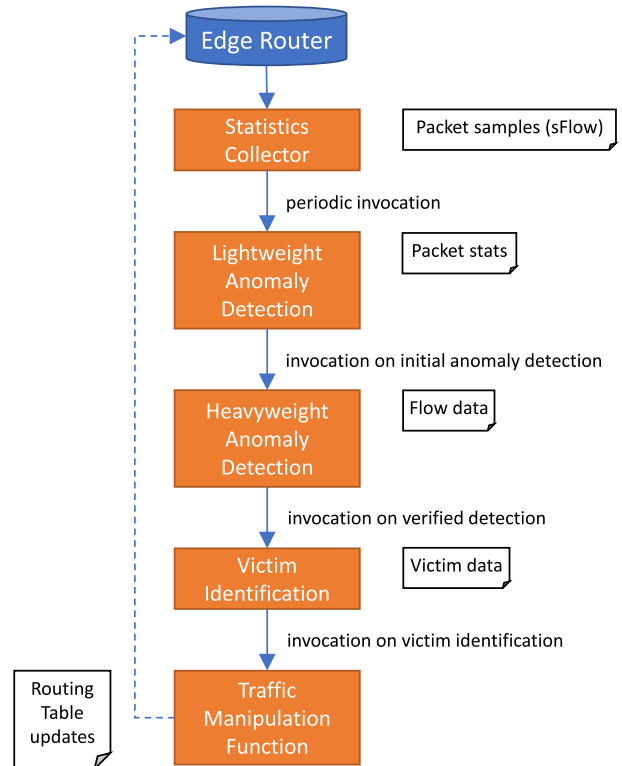 Edge Router
Statistics
Collector
Packet samples (sFlow)
periodic invocation
Lightweight
Anomaly
Detection
Packet stats
invocation on initial anomaly detection
Heavyweight
Anomaly
Detection
Flow data
invocation on verified detection
Victim
Identification
Victim data
invocation on victim identification
Routing
Table
updates
Traffic
Manipulation
Function